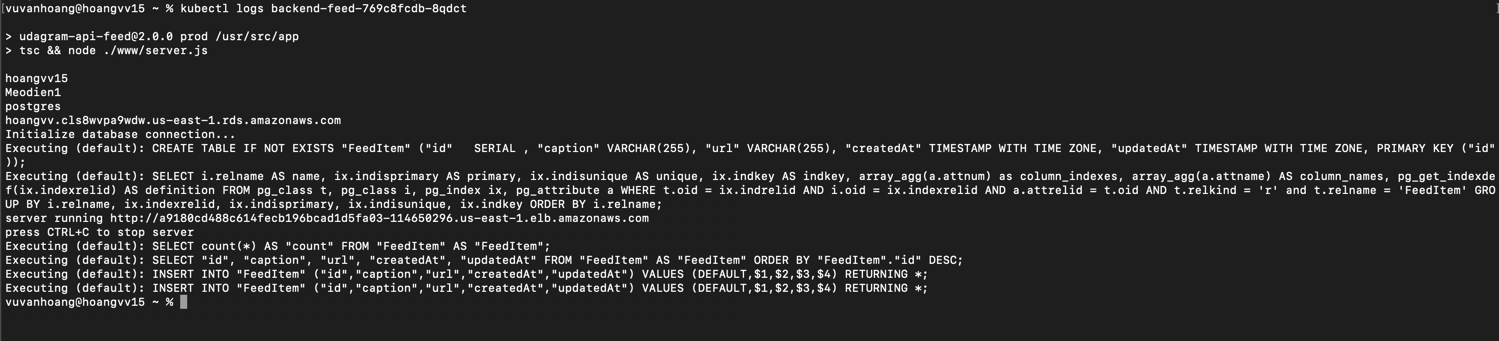 (vuvanhoang@hoangvv15 ~ % kubectl logs backend-feed-769c8fcdb-8qdct
> udagram-api-feed@2.0.0 prod /usr/src/app
> tsc && node ./www/server.js
hoangvv15
Meodien1
postgres
hoangvv.cls8wvpa9wdw.us-east-1.rds.amazonaws.com
Initialize database connection...
Executing (default): CREATE TABLE IF NOT EXISTS "FeedItem" ("id"   SERIAL , "caption" VARCHAR(255), "url" VARCHAR(255), "createdAt" TIMESTAMP WITH TIME ZONE, "updatedAt" TIMESTAMP WITH TIME ZONE, PRIMARY KEY ("id"
));
Executing (default): SELECT i.relname AS name, ix.indisprimary AS primary, ix.indisunique AS unique, ix.indkey AS indkey, array_agg(a.attnum) as column_indexes, array_agg(a.attname) AS column_names, pg_get_indexde
f(ix.indexrelid) AS definition FROM pg_class t, pg_class i, pg_index ix, pg_attribute a WHERE t.oid = ix.indrelid AND i.oid = ix.indexrelid AND a.attrelid = t.oid AND t.relkind = 'r' and t.relname = 'FeedItem' GRO
UP BY i.relname, ix.indexrelid, ix.indisprimary, ix.indisunique, ix.indkey ORDER BY i.relname;
server running http://a9180cd488c614fecb196bcad1d5fa03-114650296.us-east-1.elb.amazonaws.com
press CTRL+C to stop server
Executing (default): SELECT count(*) AS "count" FROM "FeedItem" AS "FeedItem";
Executing (default): SELECT "id", "caption", "url", "createdAt", "updatedAt" FROM "FeedItem" AS "FeedItem" ORDER BY "FeedItem"."id" DESC;
Executing (default): INSERT INTO "FeedItem" ("id","caption","url","createdAt","updatedAt") VALUES (DEFAULT,$1,$2,$3,$4) RETURNING *;
Executing (default): INSERT INTO "FeedItem" ("id","caption","url","createdAt","updatedAt") VALUES (DEFAULT,$1,$2,$3,$4) RETURNING *;
vuvanhoang@hoangvv15 ~ %